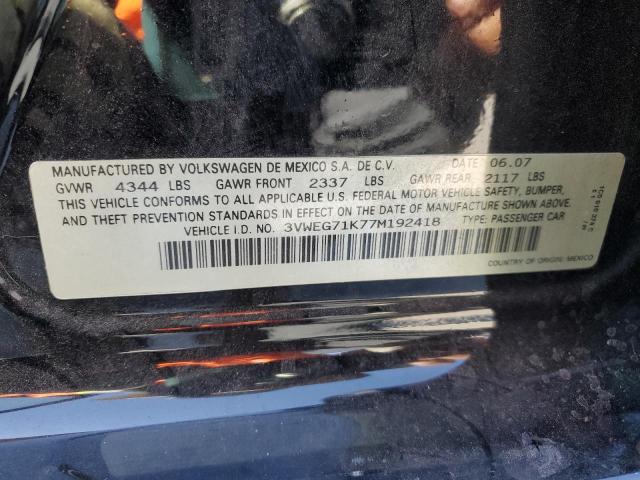 MANUFACTURED BY VOLKSWAGEN DE MEXICO S.A. DE C.V. DATE 06.07
GVWR 4344 LBS GAWR FRONT 2337 LBS GAWR REAR 2117 LBS
THIS VEHICLE CONFORMS TO ALL APPLICABLE U.S. FEDERAL MOTOR VEHICLE SAFETY, BUMPER,
AND THEFT PREVENTION STANDARDS IN EFFECT ON THE DATE OF MANUFACTURE SHOWN ABOVE.
VEHICLE I.D. NO. 3VWEG71K77M192418 TYPE: PASSENGER CAR
COUNTRY OF ORIGIN: MEXICO